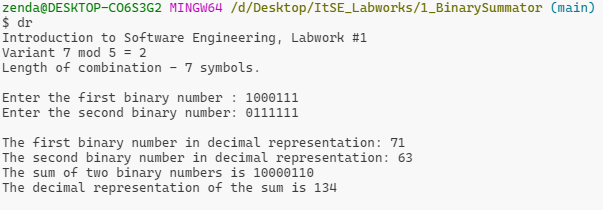 zenda@DESKTOP-CO6S3G2 MINGW64 /d/Desktop/ItSE_Labworks/1_BinarySummator (main)
$ dr
Introduction to Software Engineering, Labwork #1
Variant 7 mod 5 = 2
Length of combination - 7 symbols.
Enter the first binary number : 1000111
Enter the second binary number: 0111111
The first binary number in decimal representation: 71
The second binary number in decimal representation: 63
The sum of two binary numbers is 10000110
The decimal representation of the sum is 134